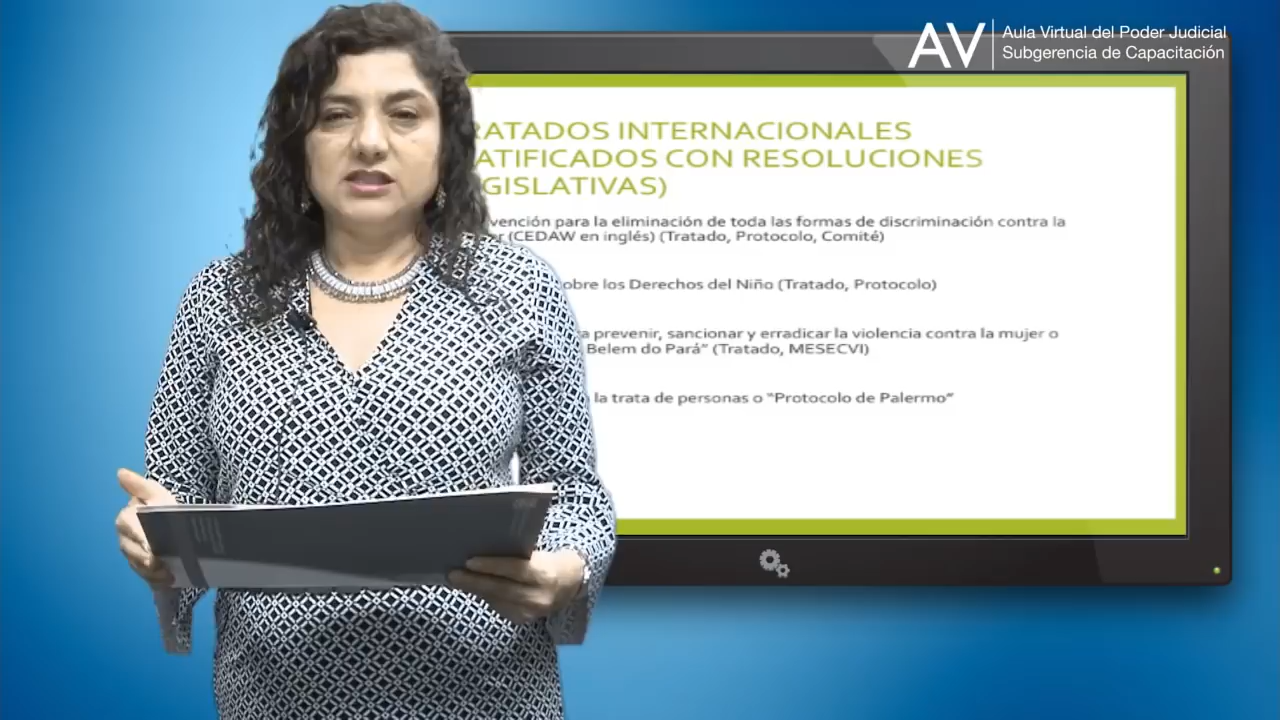 AV
Aula Virtual del Poder Judicial
Subgerencia de Capacitación
RATADOS INTERNACIONALES
ATIFICADOS CON RESOLUCIONES
GISLATIVAS)
vención para la eliminación de toda las formas de discriminación contra la
r (CEDAW en inglés) (Tratado, Protocolo, Comité)
obre los Derechos del Niño (Tratado, Protocolo)
a prevenir, sancionar y erradicar la violencia contra la mujer o
Belem do Pará” (Tratado, MESECVI)
la trata de personas o “Protocolo de Palermo”